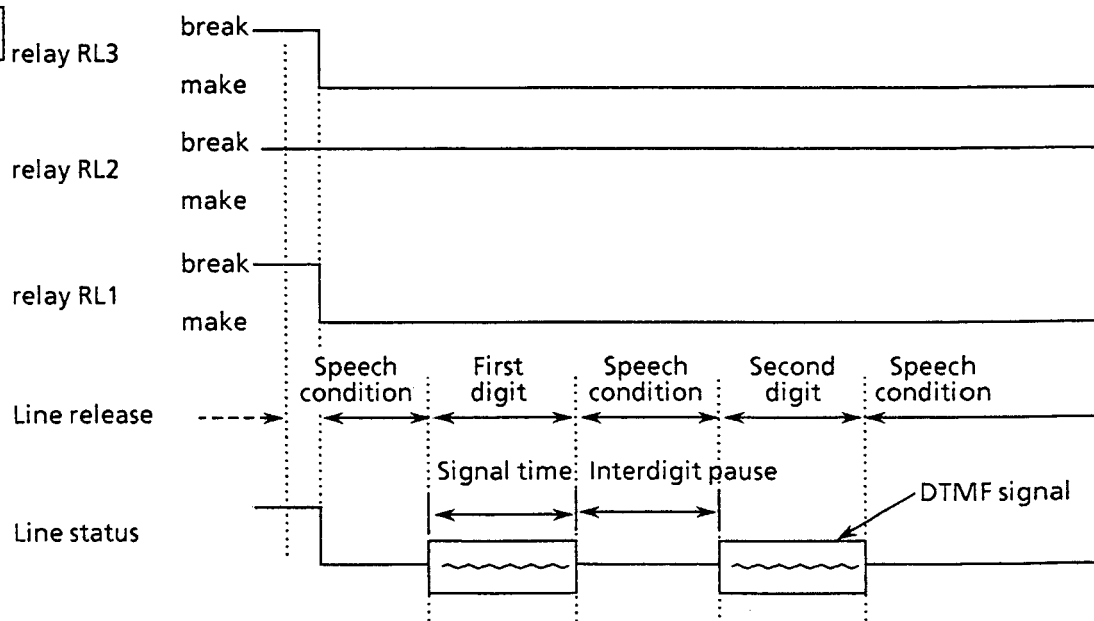 break
relay RL3
make
break
relay RL2
make
break
relay RL1
make
Speech condition
First digit
Speech condition
Second digit
Speech condition
Line release
Signal time
Interdigit pause
DTMF signal
Line status